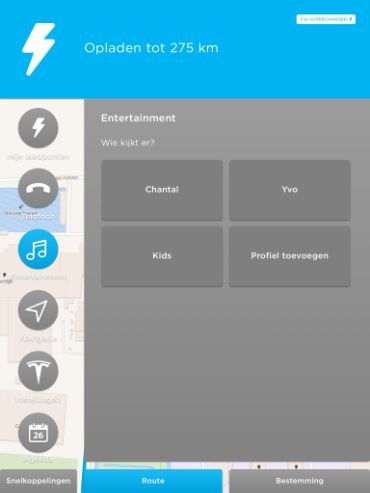 VIA SUPERCHARGER
Opladen tot 275 km
Entertainment
Wie kijkt er?
Chantal
Yvo
Kids
Profiel toevoegen
Mijn laadpunten
Telefoon
Entertainment
Navigatie
Instellingen
26
Agenda
Snelkoppelingen
Route
Bestemming